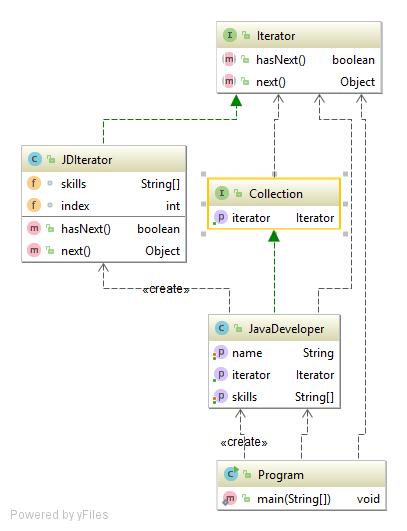 I Iterator
m hasNext() boolean
m next() Object
C JDIterator
f skills String[]
f index int
m hasNext() boolean
m next() Object
I Collection
p iterator Iterator
«create»
C JavaDeveloper
p name String
p iterator Iterator
p skills String[]
«create»
C Program
m main(String[]) void
Powered by yFiles